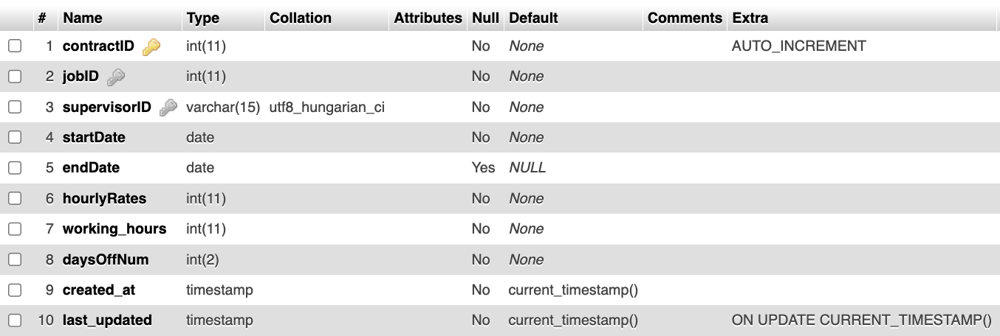 # Name Type Collation Attributes Null Default Comments Extra
1 contractID int(11) No None AUTO_INCREMENT
2 jobID int(11) No None
3 supervisorID varchar(15) utf8_hungarian_ci No None
4 startDate date No None
5 endDate date Yes NULL
6 hourlyRates int(11) No None
7 working_hours int(11) No None
8 daysOffNum int(2) No None
9 created_at timestamp No current_timestamp()
10 last_updated timestamp No current_timestamp() ON UPDATE CURRENT_TIMESTAMP()